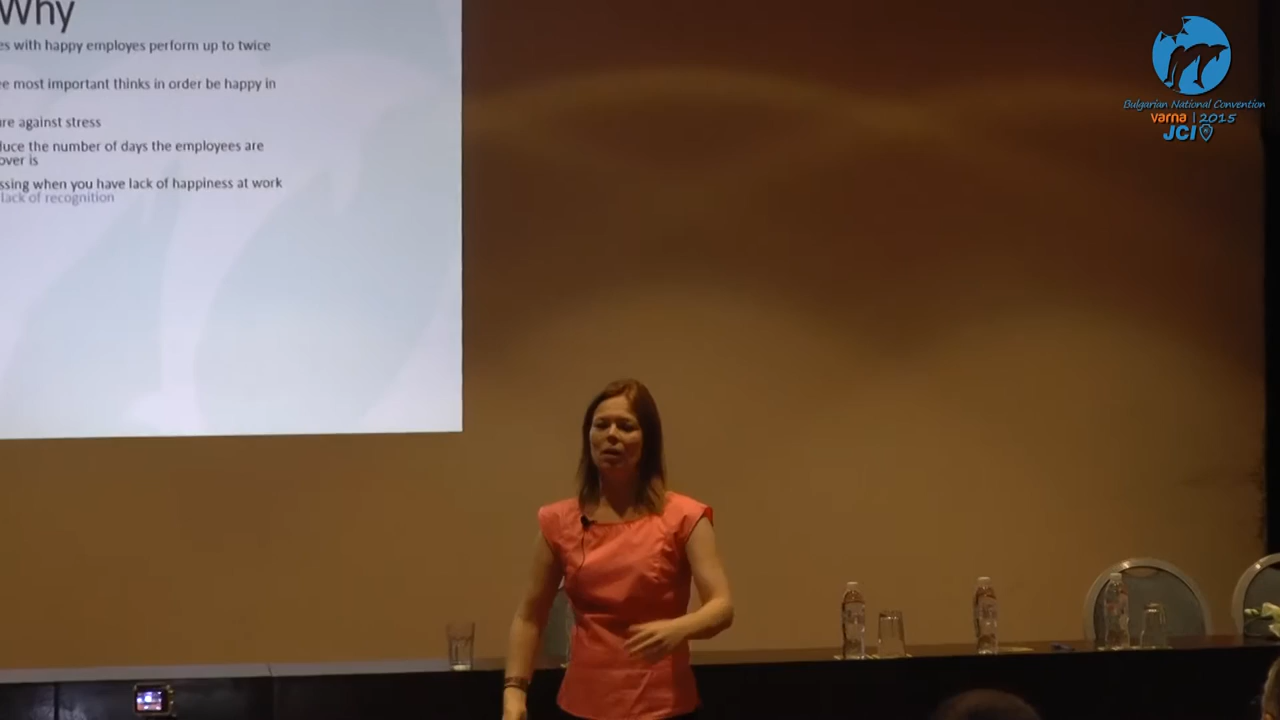 Why
es with happy employes perform up to twice
e most important thinks in order be happy in
re against stress
duce the number of days the employees are
over is
ssing when you have lack of happiness at work
lack of recognition
Bulgarian National Convention
varna | 2015
JCI